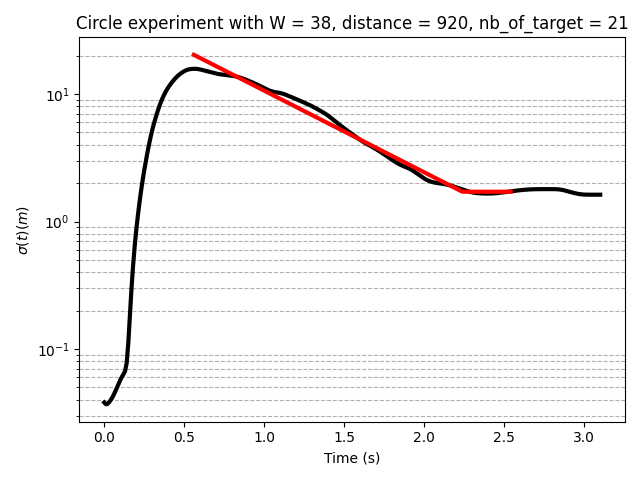 Circle experiment with W = 38, distance = 920, nb_of_target = 21
10¹
10⁰
10⁻¹
σ(t)(m)
0.0 0.5 1.0 1.5 2.0 2.5 3.0
Time (s)